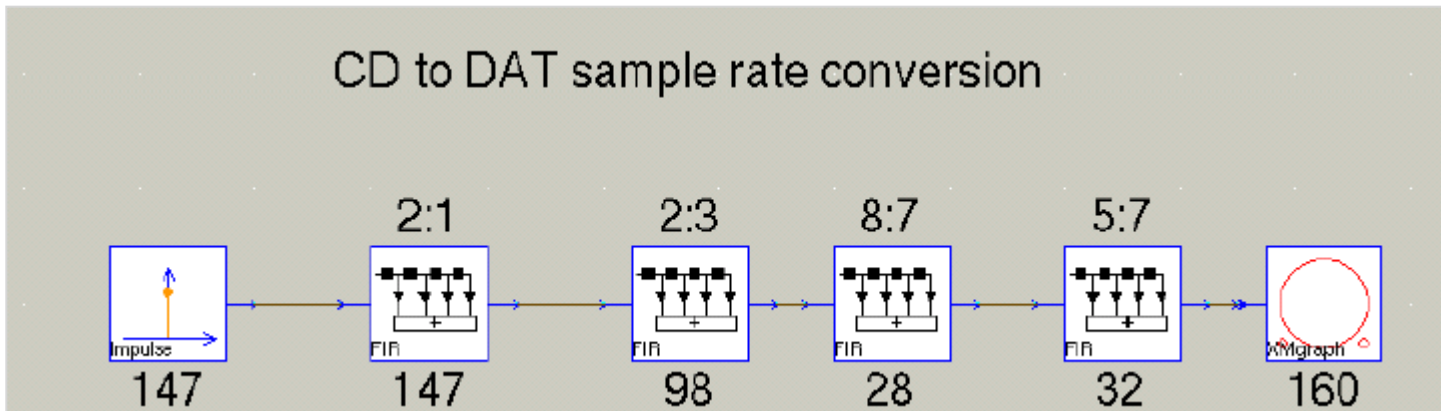 CD to DAT sample rate conversion
2:1 2:3 8:7 5:7
+ + + +
Impulse FIR FIR FIR FIR XMgraph
147 147 98 28 32 160